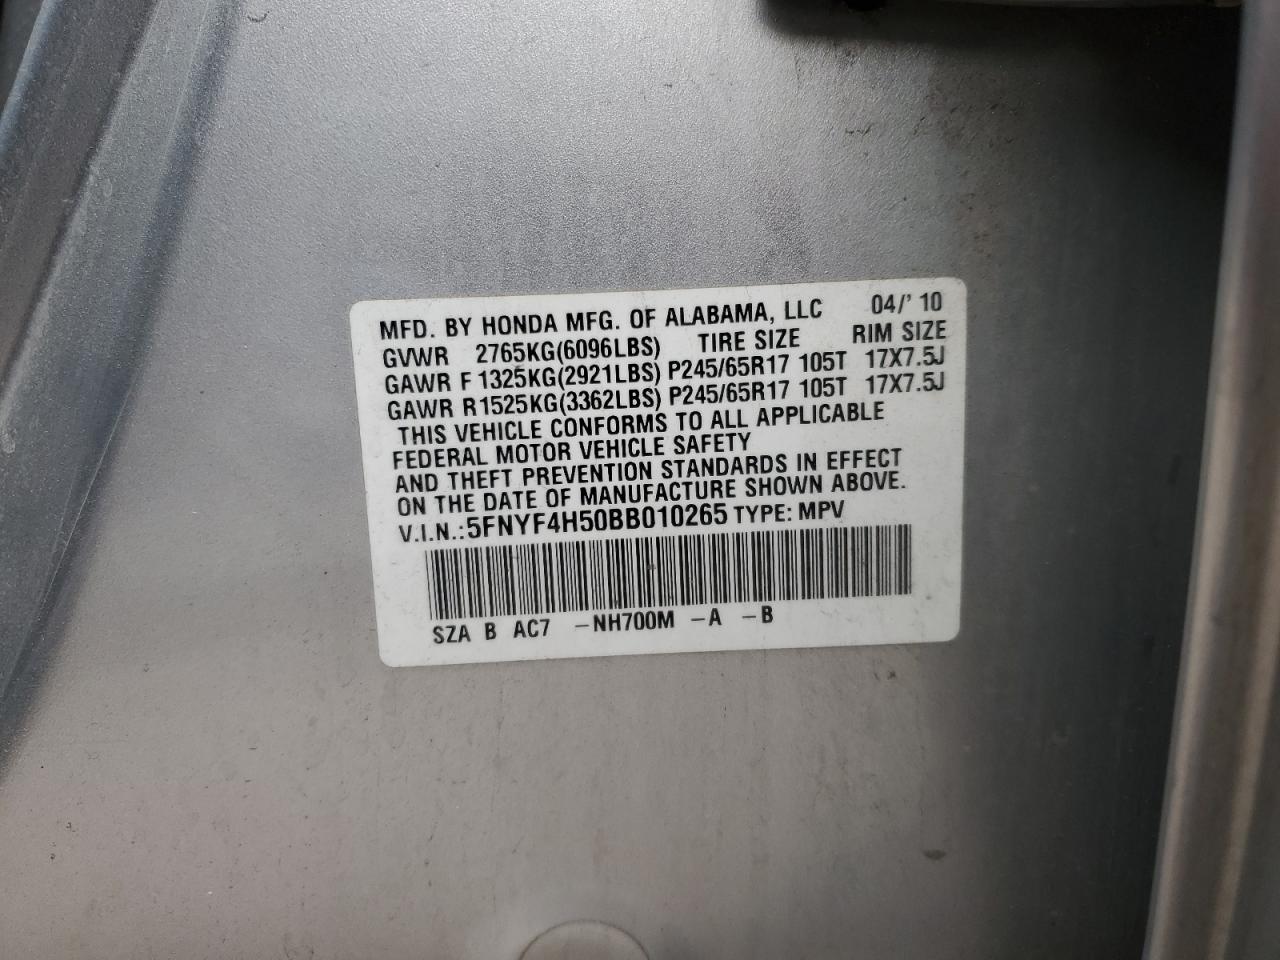 MFD. BY HONDA MFG. OF ALABAMA, LLC 04/' 10
GVWR 2765KG(6096LBS) TIRE SIZE RIM SIZE
GAWR F 1325KG(2921LBS) P245/65R17 105T 17X7.5J
GAWR R1525KG(3362LBS) P245/65R17 105T 17X7.5J
THIS VEHICLE CONFORMS TO ALL APPLICABLE
FEDERAL MOTOR VEHICLE SAFETY
AND THEFT PREVENTION STANDARDS IN EFFECT
ON THE DATE OF MANUFACTURE SHOWN ABOVE.
V.I.N.:5FNYF4H50BB010265 TYPE: MPV
SZA B AC7 -NH700M -A -B